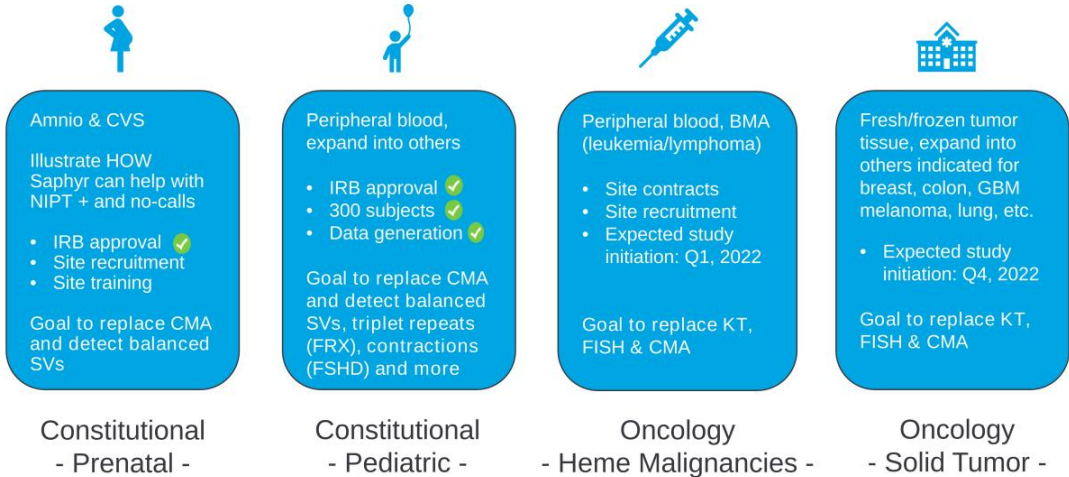 Amnio & CVS
Illustrate HOW
Saphyr can help with
NIPT + and no-calls
• IRB approval
• Site recruitment
• Site training
Goal to replace CMA
and detect balanced
SVs
Constitutional
- Prenatal -
Peripheral blood,
expand into others
• IRB approval
• 300 subjects
• Data generation
Goal to replace CMA
and detect balanced
SVs, triplet repeats
(FRX), contractions
(FSHD) and more
Constitutional
- Pediatric -
Peripheral blood, BMA
(leukemia/lymphoma)
• Site contracts
• Site recruitment
• Expected study
initiation: Q1, 2022
Goal to replace KT,
FISH & CMA
Oncology
- Heme Malignancies -
Fresh/frozen tumor
tissue, expand into
others indicated for
breast, colon, GBM
melanoma, lung, etc.
• Expected study
initiation: Q4, 2022
Goal to replace KT,
FISH & CMA
Oncology
- Solid Tumor -